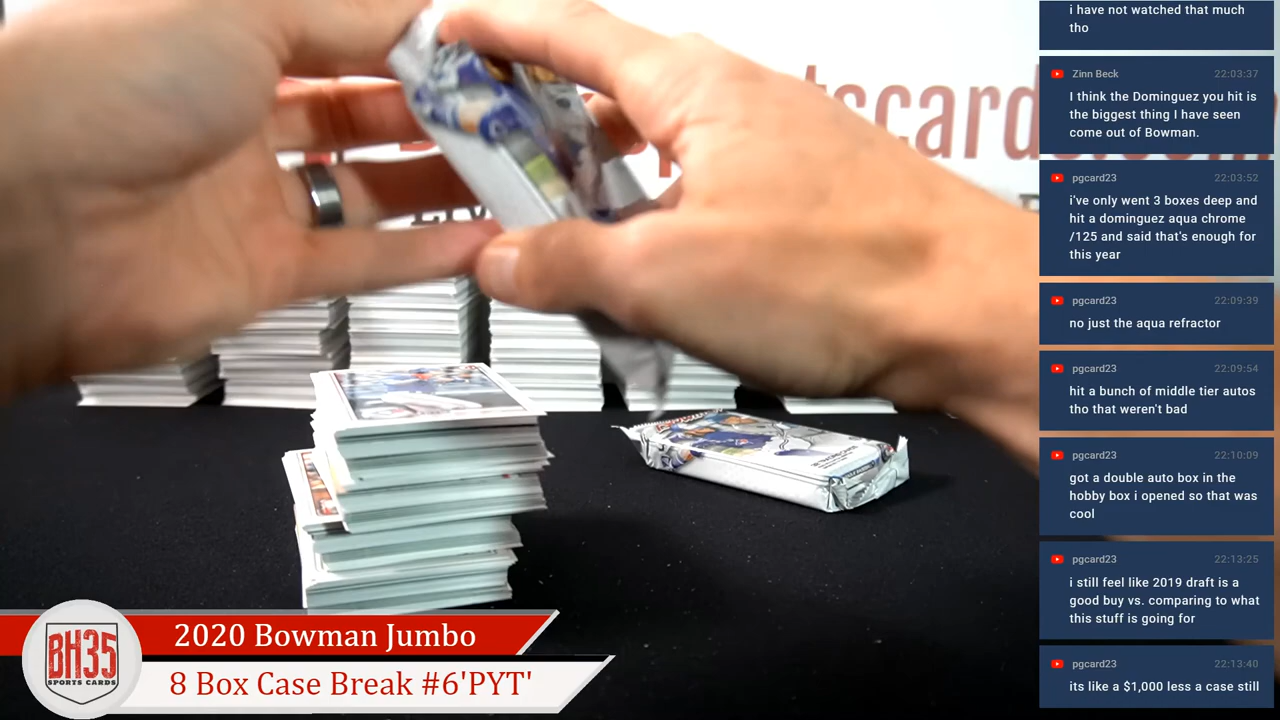 tscards.com
2020 Bowman Jumbo
8 Box Case Break #6'PYT'
BH35
SPORTS CARDS
i have not watched that much
tho
Zinn Beck 22:03:37
I think the Dominguez you hit is
the biggest thing I have seen
come out of Bowman.
pgcard23 22:03:52
i've only went 3 boxes deep and
hit a dominguez aqua chrome
/125 and said that's enough for
this year
pgcard23 22:09:39
no just the aqua refractor
pgcard23 22:09:54
hit a bunch of middle tier autos
tho that weren't bad
pgcard23 22:10:09
got a double auto box in the
hobby box i opened so that was
cool
pgcard23 22:13:25
i still feel like 2019 draft is a
good buy vs. comparing to what
this stuff is going for
pgcard23 22:13:40
its like a $1,000 less a case still